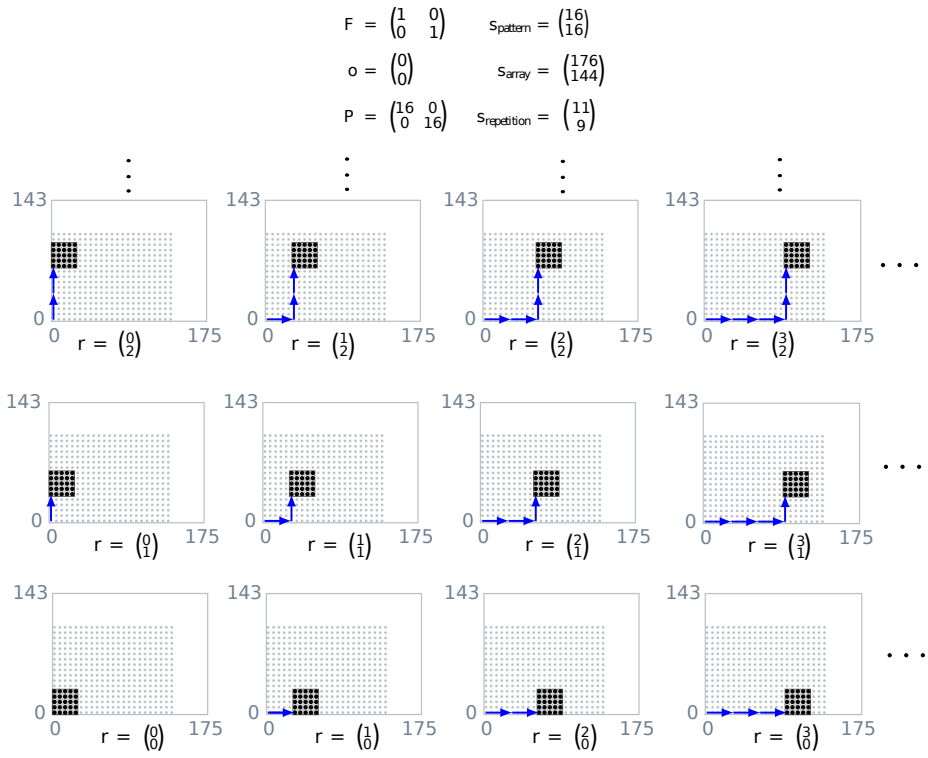 F = (1 0
0 1) s_pattern = (16
16)
o = (0
0) s_array = (176
144)
P = (16 0
0 16) s_repetition = (11
9)
143 143 143 143
0 0 0 0
0 175 0 175 0 175 0 175
r = (0
2) r = (1
2) r = (2
2) r = (3
2)
143 143 143 143
0 0 0 0
0 175 0 175 0 175 0 175
r = (0
1) r = (1
1) r = (2
1) r = (3
1)
143 143 143 143
0 0 0 0
0 175 0 175 0 175 0 175
r = (0
0) r = (1
0) r = (2
0) r = (3
0)